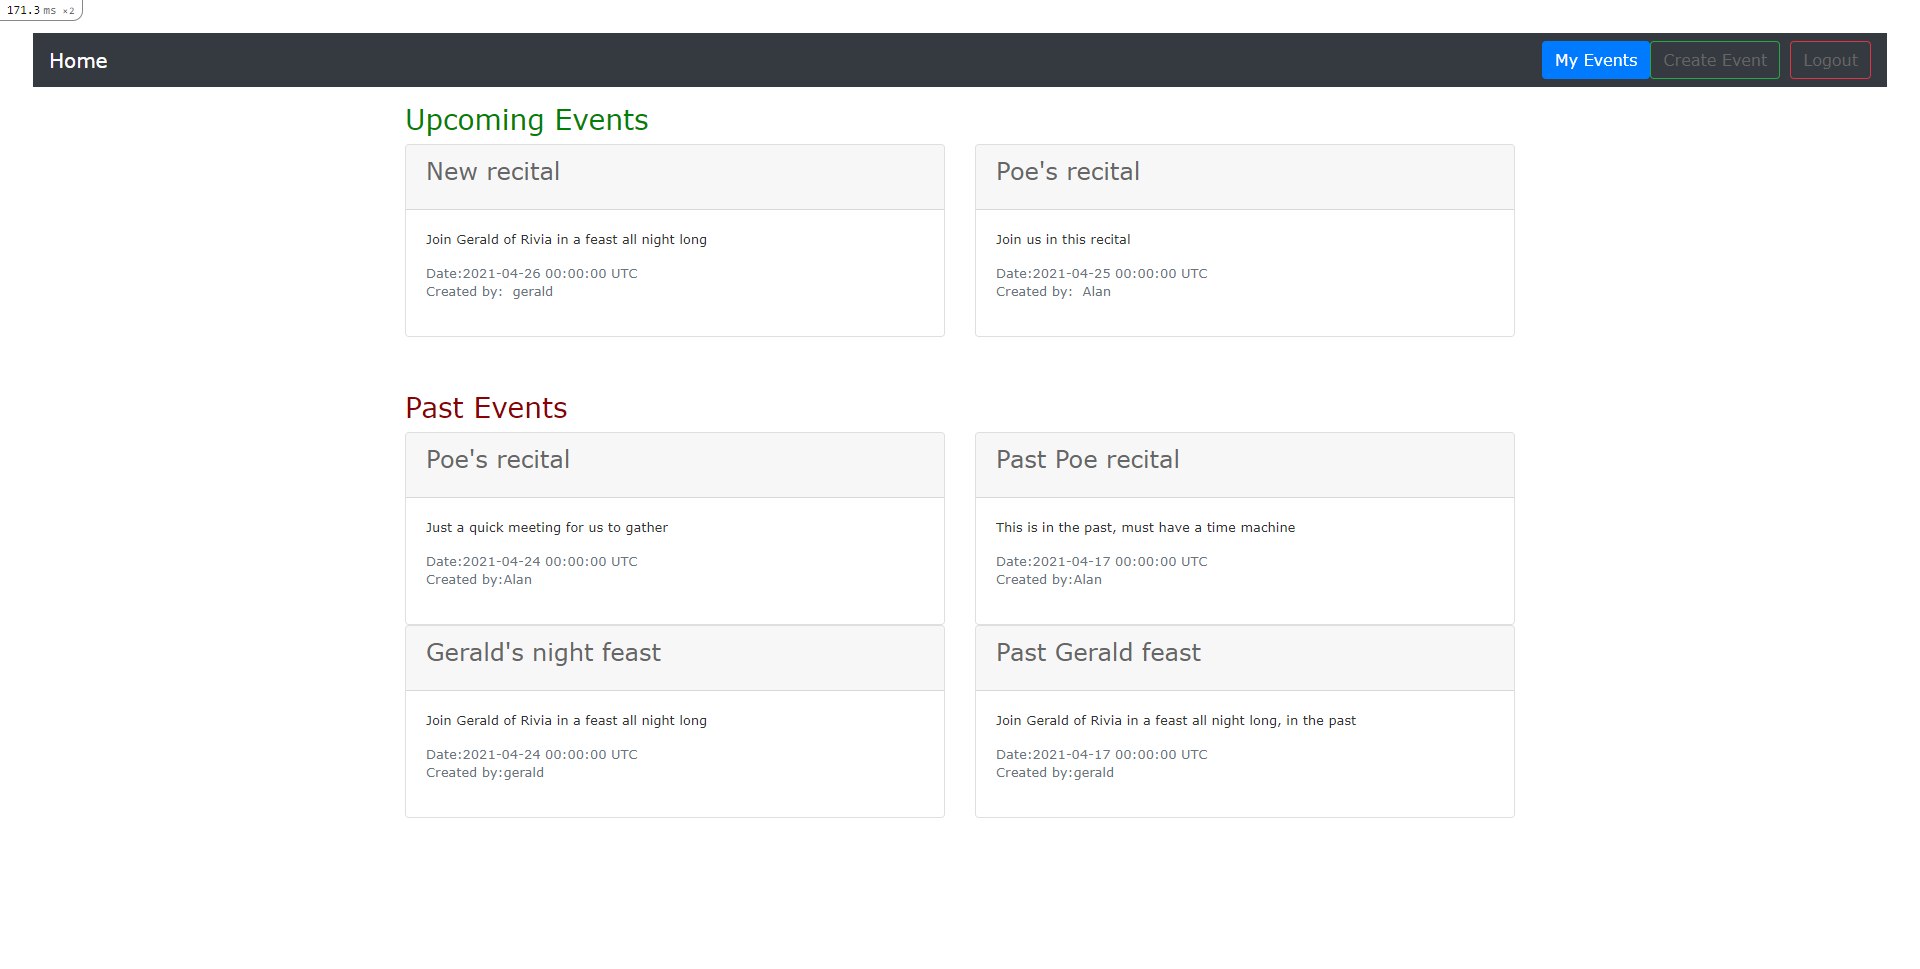 171.3 ms ×2
Home
My Events
Create Event
Logout
Upcoming Events
New recital
Join Gerald of Rivia in a feast all night long
Date:2021-04-26 00:00:00 UTC
Created by: gerald
Poe's recital
Join us in this recital
Date:2021-04-25 00:00:00 UTC
Created by: Alan
Past Events
Poe's recital
Just a quick meeting for us to gather
Date:2021-04-24 00:00:00 UTC
Created by:Alan
Past Poe recital
This is in the past, must have a time machine
Date:2021-04-17 00:00:00 UTC
Created by:Alan
Gerald's night feast
Join Gerald of Rivia in a feast all night long
Date:2021-04-24 00:00:00 UTC
Created by:gerald
Past Gerald feast
Join Gerald of Rivia in a feast all night long, in the past
Date:2021-04-17 00:00:00 UTC
Created by:gerald